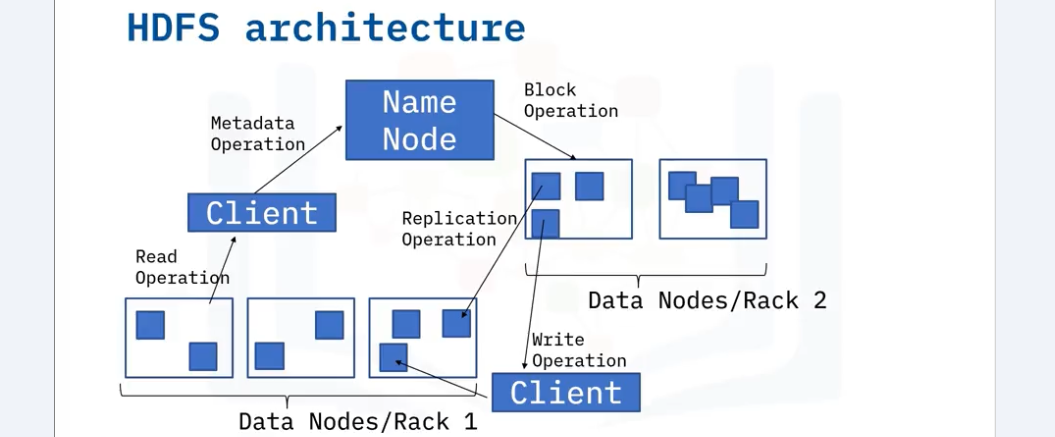 HDFS architecture
Name
Node
Block
Operation
Metadata
Operation
Client
Replication
Operation
Read
Operation
Data Nodes/Rack 2
Write
Operation
Client
Data Nodes/Rack 1